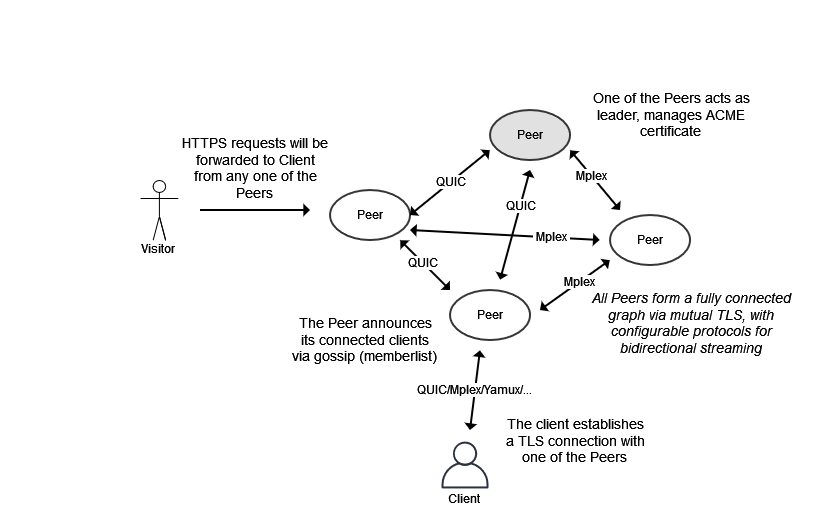 One of the Peers acts as
leader, manages ACME
certificate
Peer
HTTPS requests will be
forwarded to Client
from any one of the
Peers
QUIC
Mplex
QUIC
Visitor
Peer
Mplex
Peer
QUIC
Mplex
All Peers form a fully connected
graph via mutual TLS, with
configurable protocols for
bidirectional streaming
Peer
The Peer announces
its connected clients
via gossip (memberlist)
QUIC/Mplex/Yamux/...
The client establishes
a TLS connection with
one of the Peers
Client